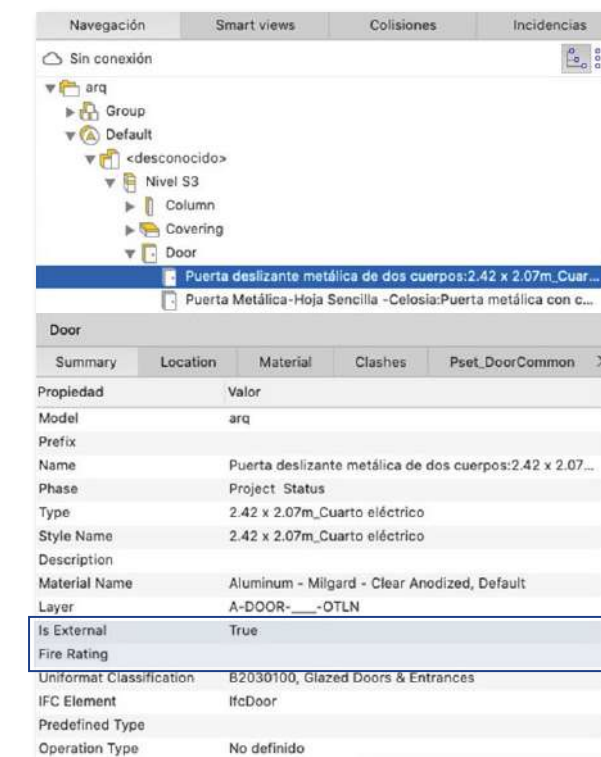 Navegación Smart views Colisiones Incidencias
Sin conexión
arq
Group
Default
<desconocido>
Nivel S3
Column
Covering
Door
Puerta deslizante metálica de dos cuerpos:2.42 x 2.07m_Cuar...
Puerta Metálica-Hoja Sencilla -Celosia:Puerta metálica con c...
Door
Summary Location Material Clashes Pset_DoorCommon
Propiedad Valor
Model arq
Prefix
Name Puerta deslizante metálica de dos cuerpos:2.42 x 2.07...
Phase Project Status
Type 2.42 x 2.07m_Cuarto eléctrico
Style Name 2.42 x 2.07m_Cuarto eléctrico
Description
Material Name Aluminum - Milgard - Clear Anodized, Default
Layer A-DOOR-___-OTLN
Is External True
Fire Rating
Uniformat Classification B2030100, Glazed Doors & Entrances
IFC Element IfcDoor
Predefined Type
Operation Type No definido